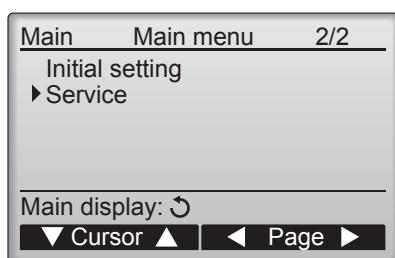 Main Main menu 2/2
Initial setting
Service
Main display:
Cursor Page